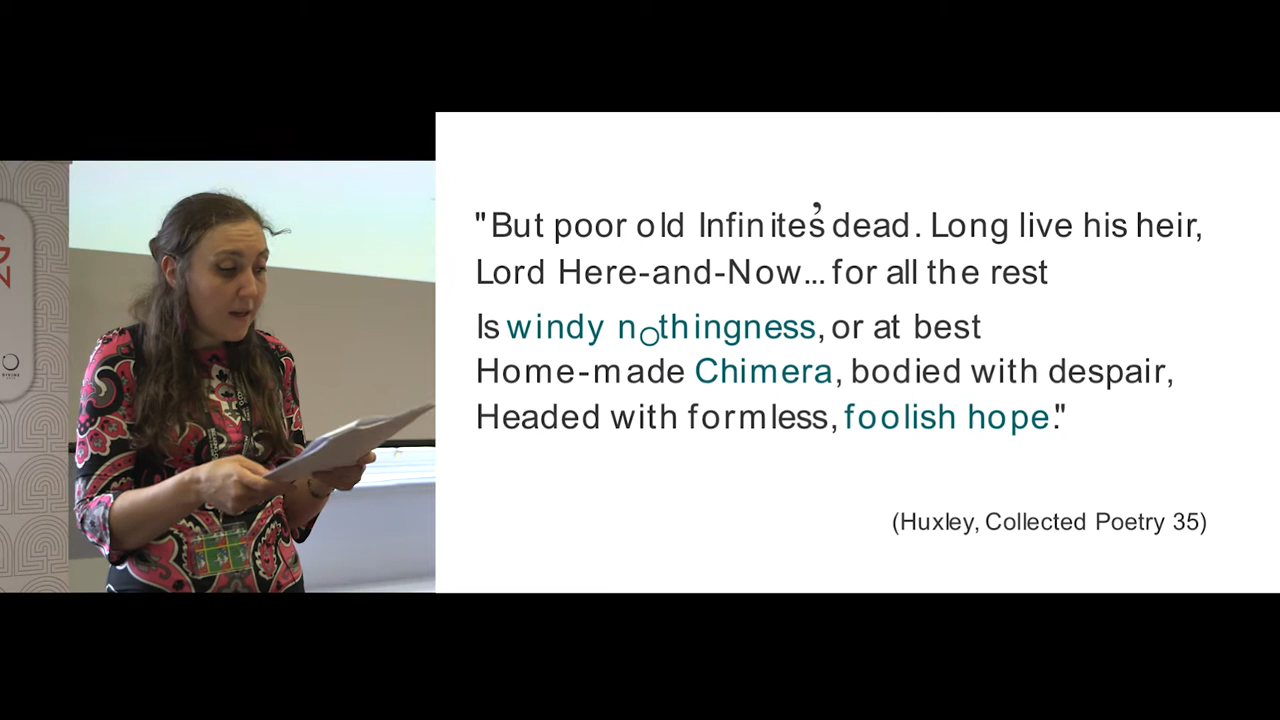 "But poor old Infinite's dead. Long live his heir,
Lord Here-and-Now... for all the rest
Is windy nothingness, or at best
Home-made Chimera, bodied with despair,
Headed with formless, foolish hope."
(Huxley, Collected Poetry 35)